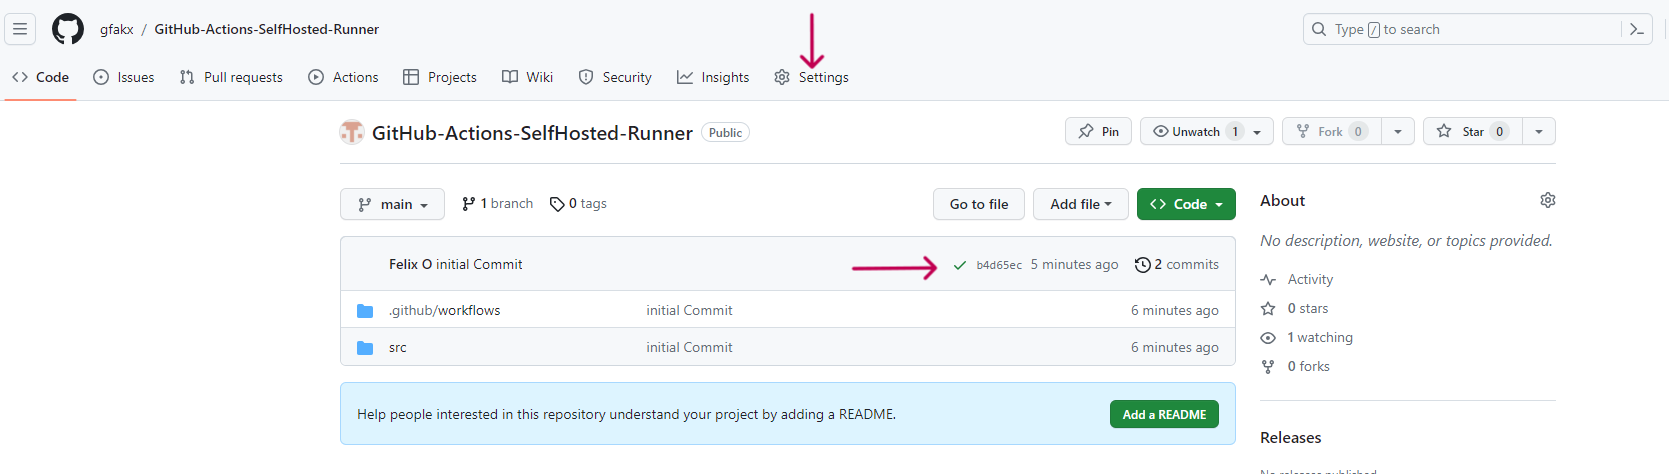 gfakx / GitHub-Actions-SelfHosted-Runner
Type / to search
Code Issues Pull requests Actions Projects Wiki Security Insights Settings
GitHub-Actions-SelfHosted-Runner Public
Pin Unwatch 1 Fork 0 Star 0
main 1 branch 0 tags Go to file Add file Code
Felix O initial Commit b4d65ec 5 minutes ago 2 commits
.github/workflows initial Commit 6 minutes ago
src initial Commit 6 minutes ago
Help people interested in this repository understand your project by adding a README. Add a README
About
No description, website, or topics provided.
Activity
0 stars
1 watching
0 forks
Releases
No releases published